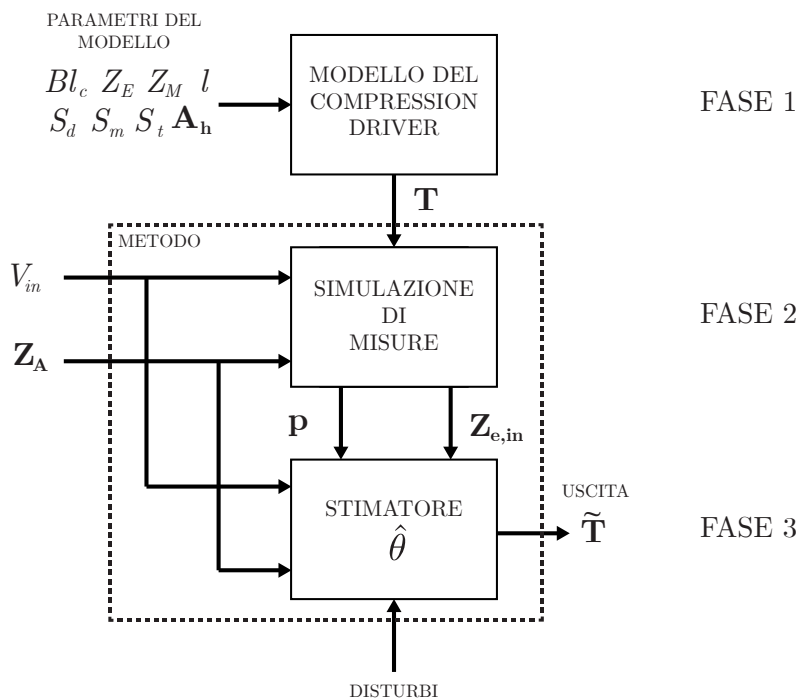 PARAMETRI DEL
MODELLO
Bl_c Z_E Z_M l
S_d S_m S_t A_h
MODELLO DEL
COMPRESSION
DRIVER
FASE 1
T
METODO
V_in
Z_A
SIMULAZIONE
DI
MISURE
FASE 2
p
Z_e,in
STIMATORE
θ̂
USCITA
T̃
FASE 3
DISTURBI